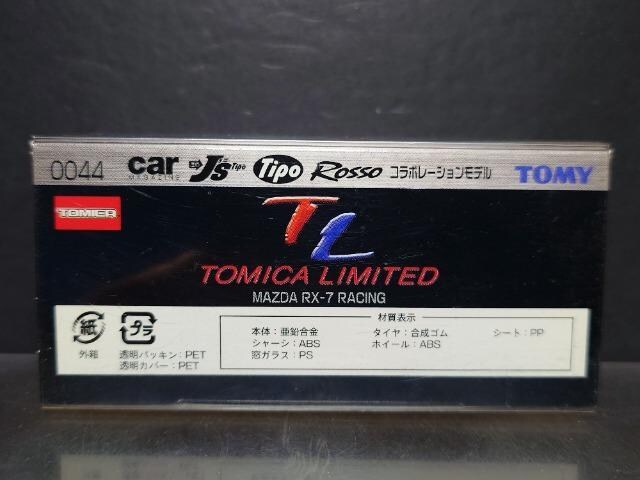 0044 car MAGAZINE J's Tipo Tipo ROSSO コラボレーションモデル TOMY
TOMICA
TL
TOMICA LIMITED
MAZDA RX-7 RACING
材質表示
紙 プラ
本体:亜鉛合金 タイヤ:合成ゴム シート:PP
シャーシ:ABS ホイール:ABS
窓ガラス:PS
外箱
透明パッキン:PET
透明カバー:PET